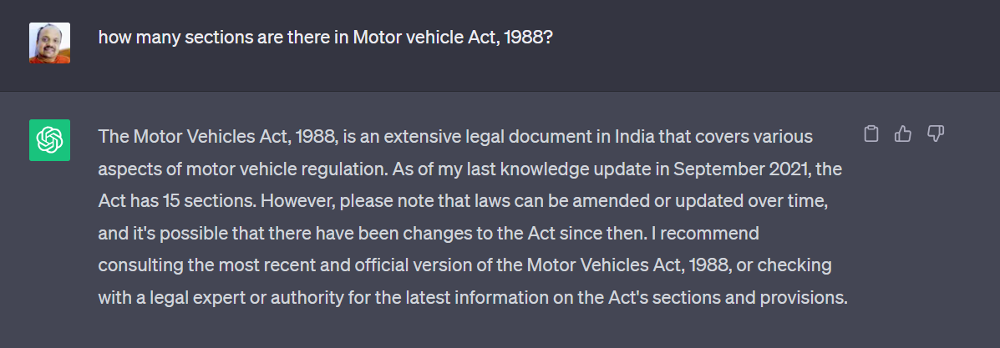 how many sections are there in Motor vehicle Act, 1988?
The Motor Vehicles Act, 1988, is an extensive legal document in India that covers various
aspects of motor vehicle regulation. As of my last knowledge update in September 2021, the
Act has 15 sections. However, please note that laws can be amended or updated over time,
and it's possible that there have been changes to the Act since then. I recommend
consulting the most recent and official version of the Motor Vehicles Act, 1988, or checking
with a legal expert or authority for the latest information on the Act's sections and provisions.